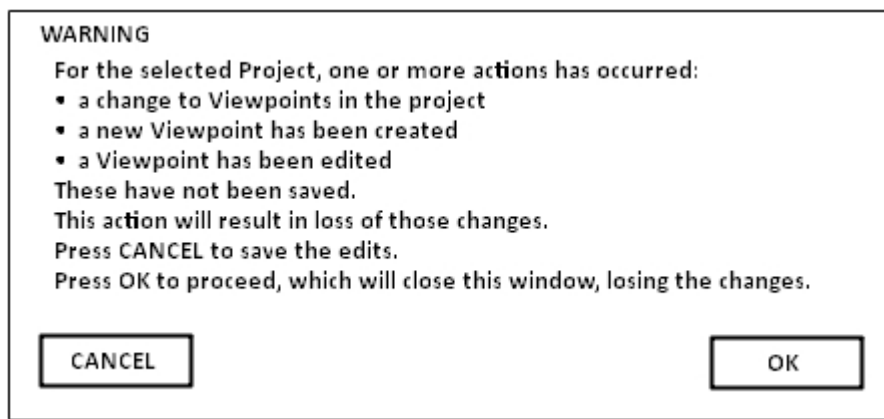 WARNING
For the selected Project, one or more actions has occurred:
• a change to Viewpoints in the project
• a new Viewpoint has been created
• a Viewpoint has been edited
These have not been saved.
This action will result in loss of those changes.
Press CANCEL to save the edits.
Press OK to proceed, which will close this window, losing the changes.
CANCEL
OK